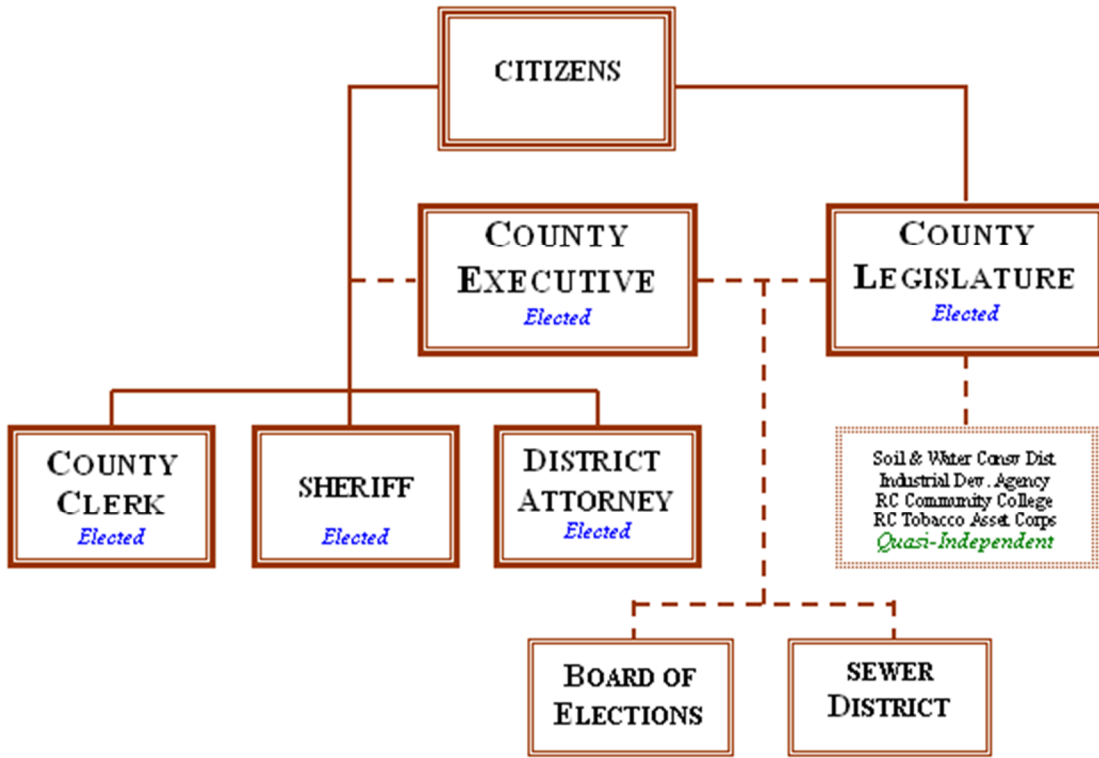 CITIZENS
COUNTY
EXECUTIVE
Elected
COUNTY
LEGISLATURE
Elected
COUNTY
CLERK
Elected
SHERIFF
Elected
DISTRICT
ATTORNEY
Elected
Soil & Water Consv Dist.
Industrial Dev. Agency
RC Community College
RC Tobacco Asset Corps
Quasi-Independent
BOARD OF
ELECTIONS
SEWER
DISTRICT